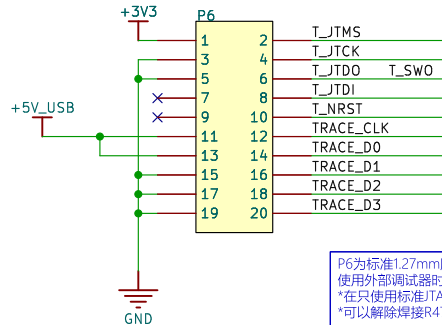 +3V3
P6
1 2 T_JTMS
3 4 T_JTCK
5 6 T_JTDO T_SWO
7 8 T_JTDI
+5V_USB
9 10 T_NRST
11 12 TRACE_CLK
13 14 TRACE_D0
15 16 TRACE_D1
17 18 TRACE_D2
19 20 TRACE_D3
GND
P6为标准1.27mm
使用外部调试器时
*在只使用标准JTA
*可以解除焊接R4